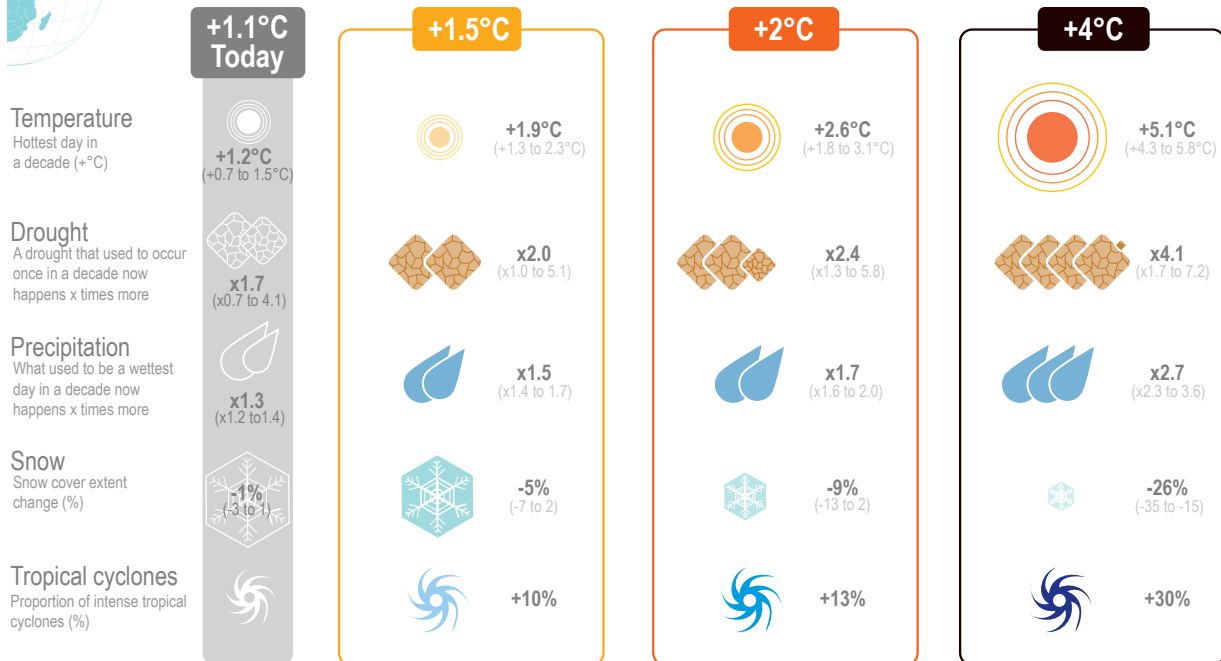 +1.1°C
Today
+1.5°C
+2°C
+4°C
Temperature
Hottest day in
a decade (+°C)
+1.2°C
(+0.7 to 1.5°C)
+1.9°C
(+1.3 to 2.3°C)
+2.6°C
(+1.8 to 3.1°C)
+5.1°C
(+4.3 to 5.8°C)
Drought
A drought that used to occur
once in a decade now
happens x times more
x1.7
(x0.7 to 4.1)
x2.0
(x1.0 to 5.1)
x2.4
(x1.3 to 5.8)
x4.1
(x1.7 to 7.2)
Precipitation
What used to be a wettest
day in a decade now
happens x times more
x1.3
(x1.2 to1.4)
x1.5
(x1.4 to 1.7)
x1.7
(x1.6 to 2.0)
x2.7
(x2.3 to 3.6)
Snow
Snow cover extent
change (%)
-1%
(-3 to 1)
-5%
(-7 to 2)
-9%
(-13 to 2)
-26%
(-35 to -15)
Tropical cyclones
Proportion of intense tropical
cyclones (%)
+10%
+13%
+30%